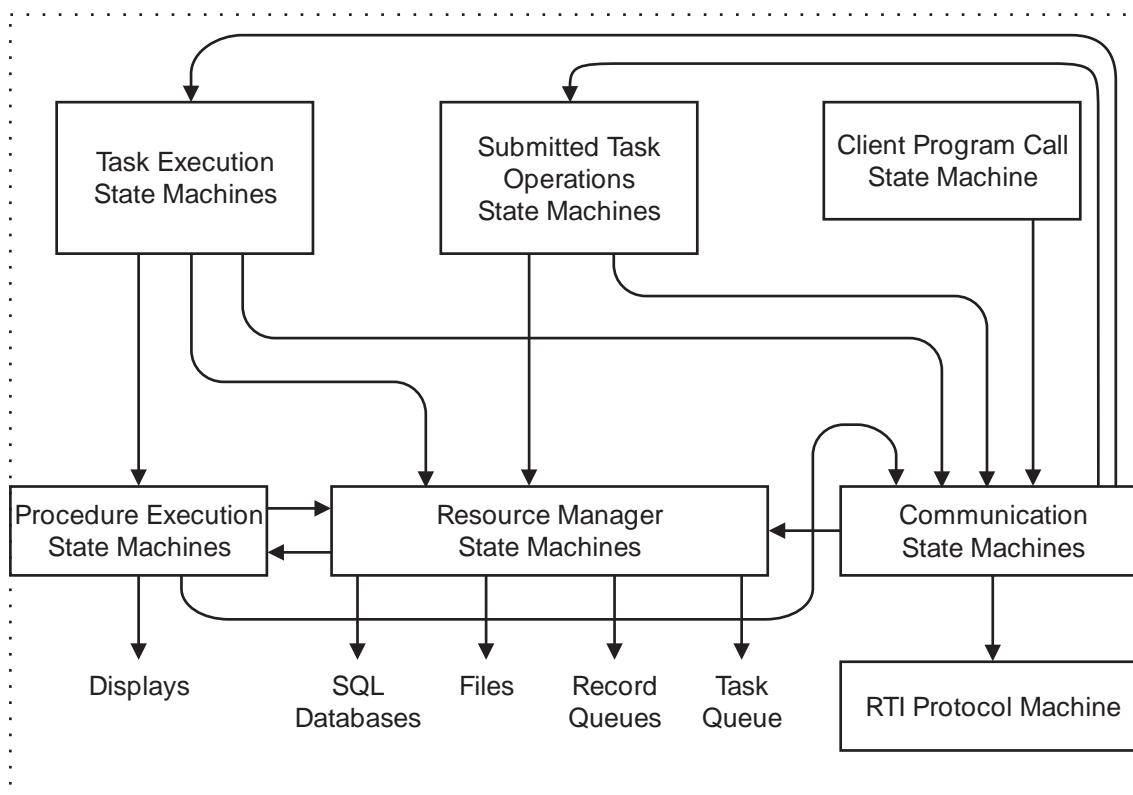 Task Execution
State Machines
Submitted Task
Operations
State Machines
Client Program Call
State Machine
Procedure Execution
State Machines
Resource Manager
State Machines
Communication
State Machines
Displays
SQL
Databases
Files
Record
Queues
Task
Queue
RTI Protocol Machine